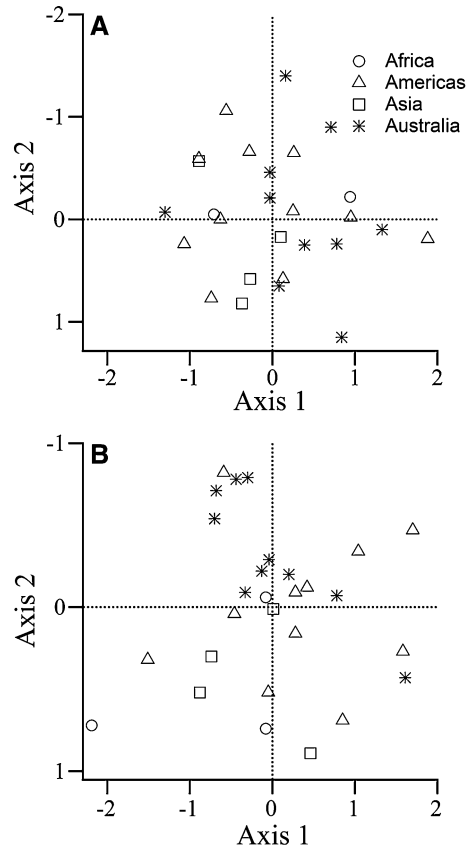 A
-2
-1
0
1
Axis 2
Africa
Americas
Asia
Australia
-2 -1 0 1 2
Axis 1
B
-1
0
1
Axis 2
-2 -1 0 1 2
Axis 1